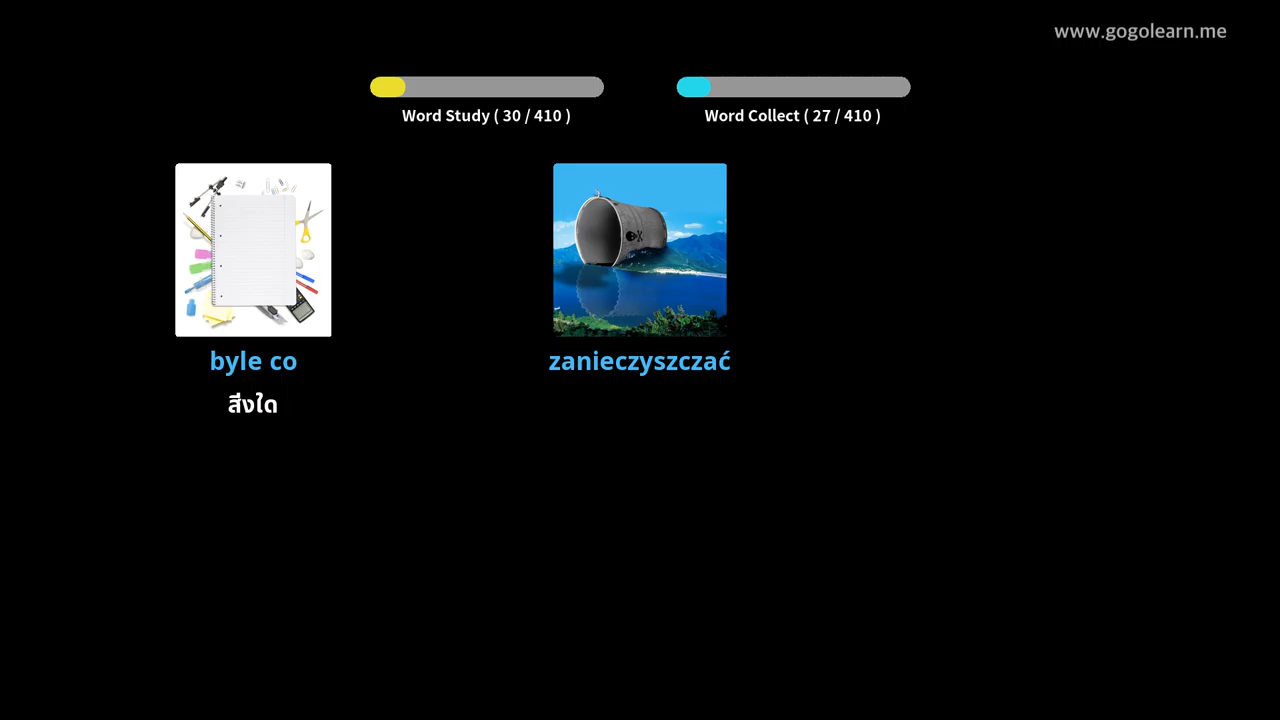 www.gogolearn.me
Word Study ( 30 / 410 )
Word Collect ( 27 / 410 )
byle co
zanieczyszczać
สิ่งใด